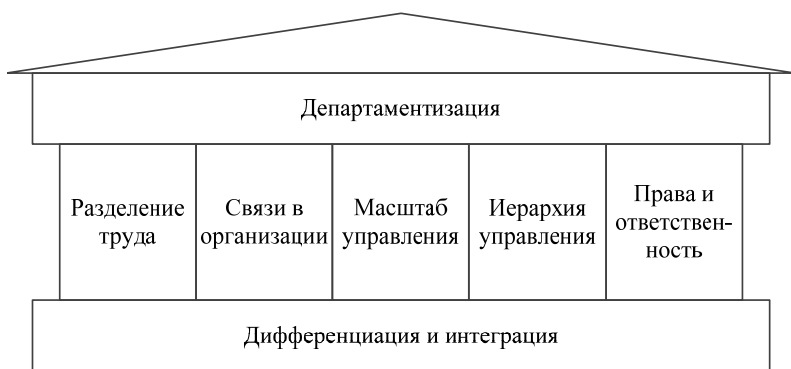 Департаментизация
Разделение
труда
Связи в
организации
Масштаб
управления
Иерархия
управления
Права и
ответствен-
ность
Дифференциация и интеграция